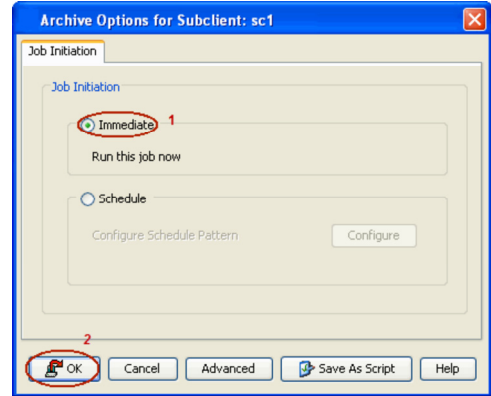 Archive Options for Subclient: sc1
Job Initiation
Job Initiation
Immediate 1
Run this job now
Schedule
Configure Schedule Pattern Configure
2
OK Cancel Advanced Save As Script Help